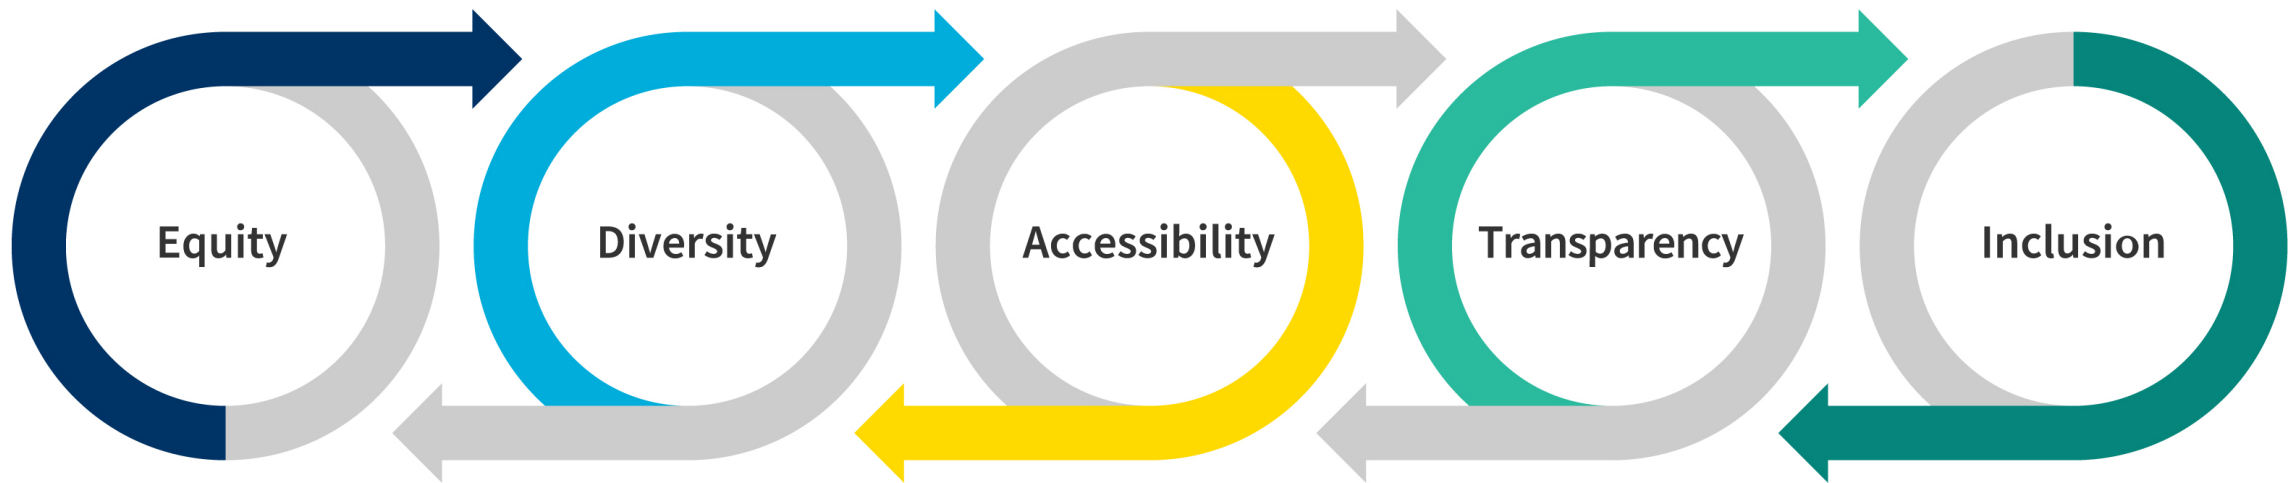 Equity
Diversity
Accessibility
Transparency
Inclusion